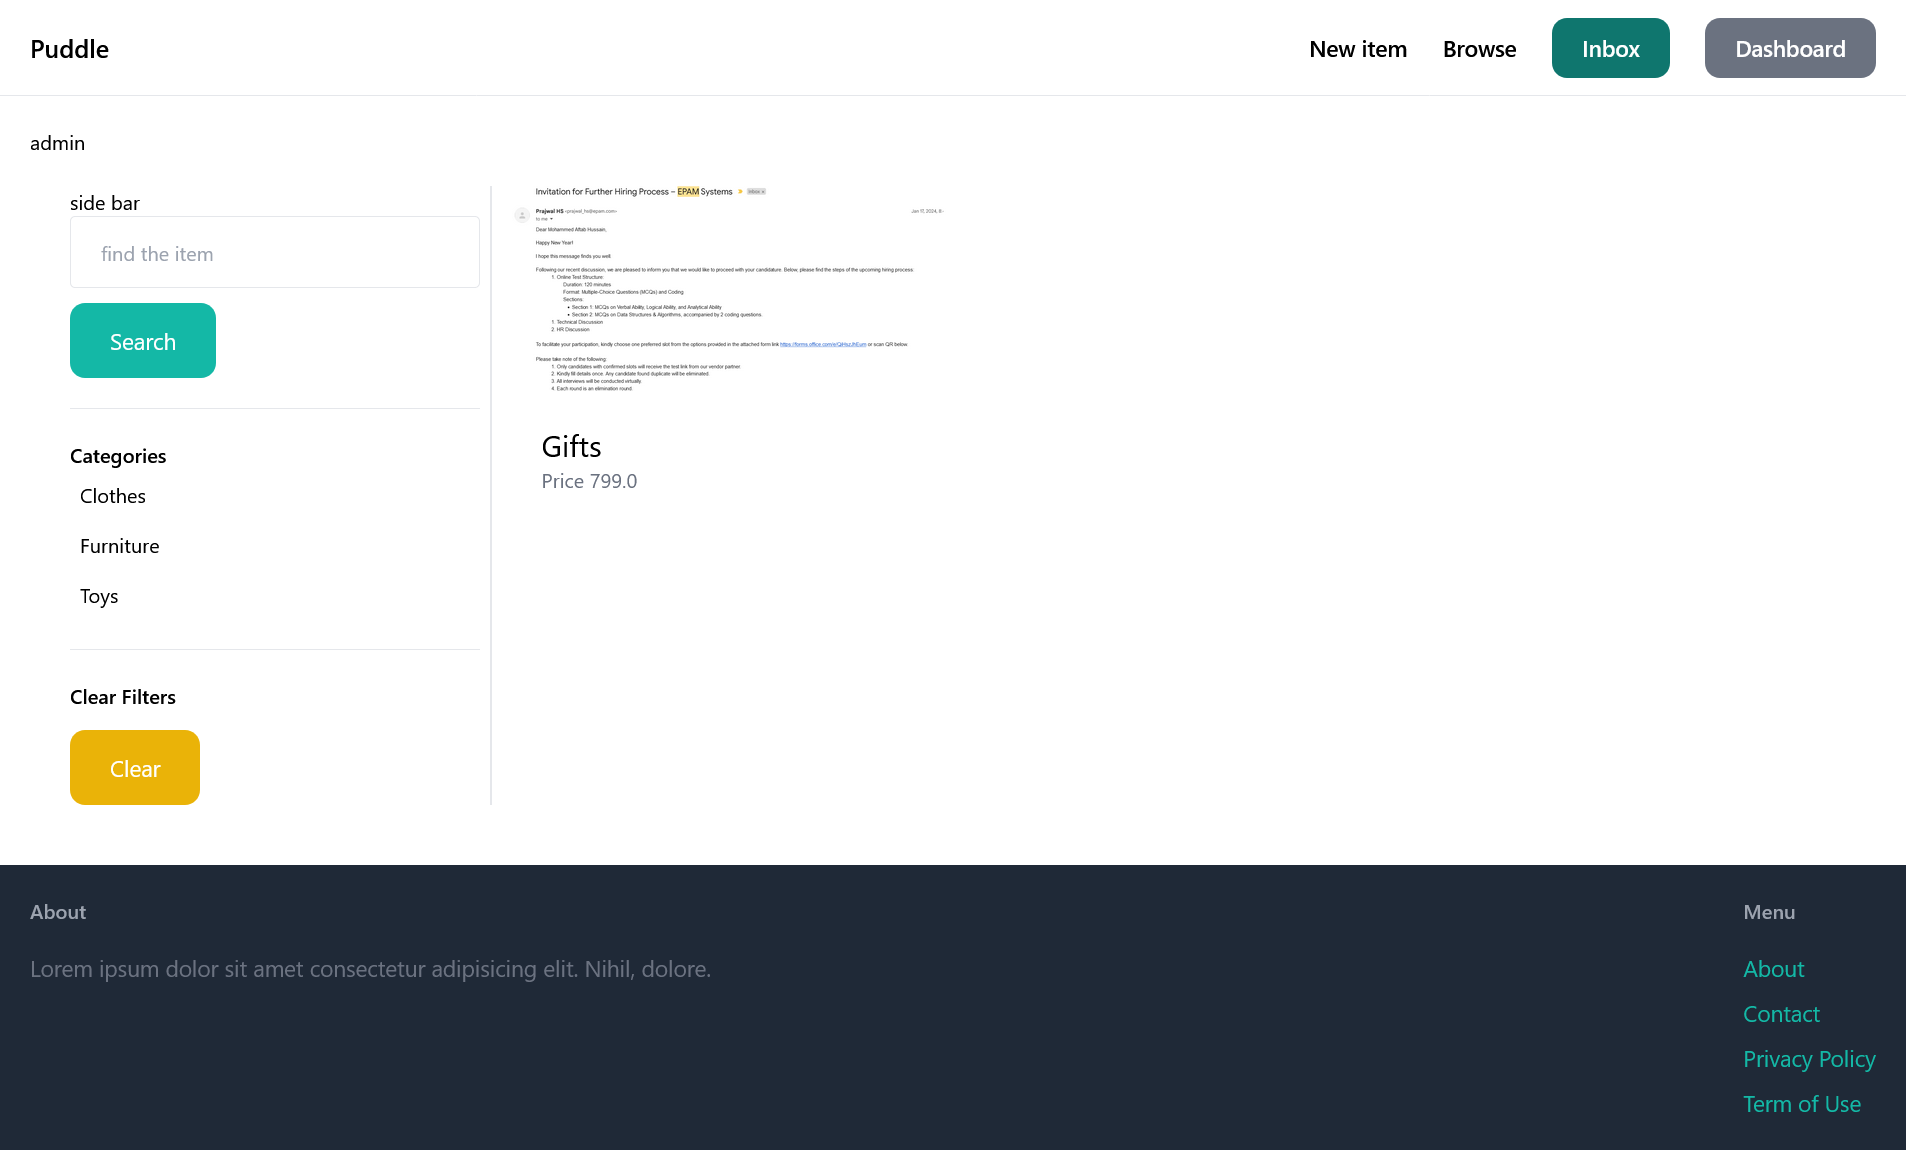 Puddle
New item
Browse
Inbox
Dashboard
admin
side bar
find the item
Search
Categories
Clothes
Furniture
Toys
Clear Filters
Clear
Invitation for Further Hiring Process – EPAM Systems
Inbox x
Prajwal HS <prajwal_hs@epam.com>
Jan 17, 2024, 8:
to me
Dear Mohammed Aftab Hussain,
Happy New Year!
I hope this message finds you well.
Following our recent discussion, we are pleased to inform you that we would like to proceed with your candidature. Below, please find the steps of the upcoming hiring process:
1. Online Test Structure:
Duration: 120 minutes
Format: Multiple-Choice Questions (MCQs) and Coding
Sections:
• Section 1: MCQs on Verbal Ability, Logical Ability, and Analytical Ability.
• Section 2: MCQs on Data Structures & Algorithms, accompanied by 2 coding questions.
1. Technical Discussion
2. HR Discussion
To facilitate your participation, kindly choose one preferred slot from the options provided in the attached form link or scan QR below.
Please take note of the following:
1. Only candidates with confirmed slots will receive the test link from our vendor partner.
2. Kindly fill details once. Any candidate found duplicate will be eliminated.
3. All interviews will be conducted virtually.
4. Each round is an elimination round.
Gifts
Price 799.0
About
Lorem ipsum dolor sit amet consectetur adipisicing elit. Nihil, dolore.
Menu
About
Contact
Privacy Policy
Term of Use